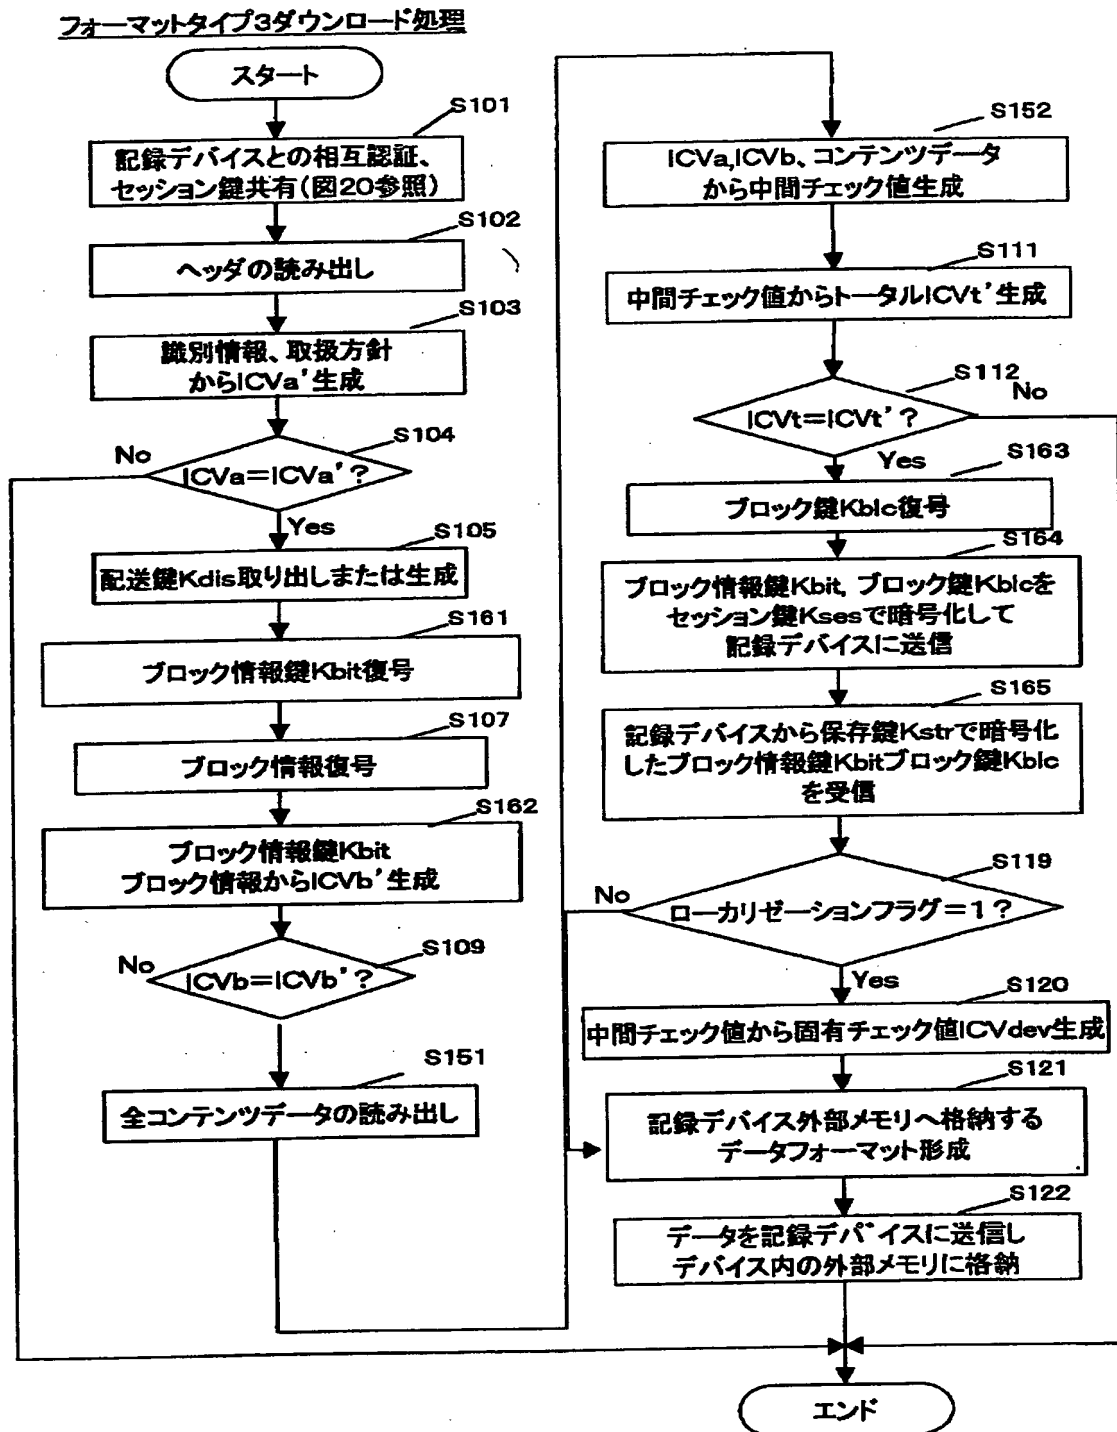 フォーマットタイプ3ダウンロード処理
スタート
S101
記録デバイスとの相互認証、
セッション鍵共有(図20参照)
S102
ヘッダの読み出し
S103
識別情報、取扱方針
からICVa'生成
S104
No
ICVa=ICVa'?
Yes
S105
配送鍵Kdis取り出しまたは生成
S161
ブロック情報鍵Kbit復号
S107
ブロック情報復号
S162
ブロック情報鍵Kbit
ブロック情報からICVb'生成
S109
No
ICVb=ICVb'?
S151
全コンテンツデータの読み出し
S152
ICVa,ICVb、コンテンツデータ
から中間チェック値生成
S111
中間チェック値からトータルICVt'生成
S112
No
ICVt=ICVt'?
Yes
S163
ブロック鍵Kblc復号
S164
ブロック情報鍵Kbit,ブロック鍵Kblcを
セッション鍵Ksesで暗号化して
記録デバイスに送信
S165
記録デバイスから保存鍵Kstrで暗号化
したブロック情報鍵Kbitブロック鍵Kblc
を受信
S119
No
ローカリゼーションフラグ=1?
Yes
S120
中間チェック値から固有チェック値ICVdev生成
S121
記録デバイス外部メモリへ格納する
データフォーマット形成
S122
データを記録デバイスに送信し
デバイス内の外部メモリに格納
エンド